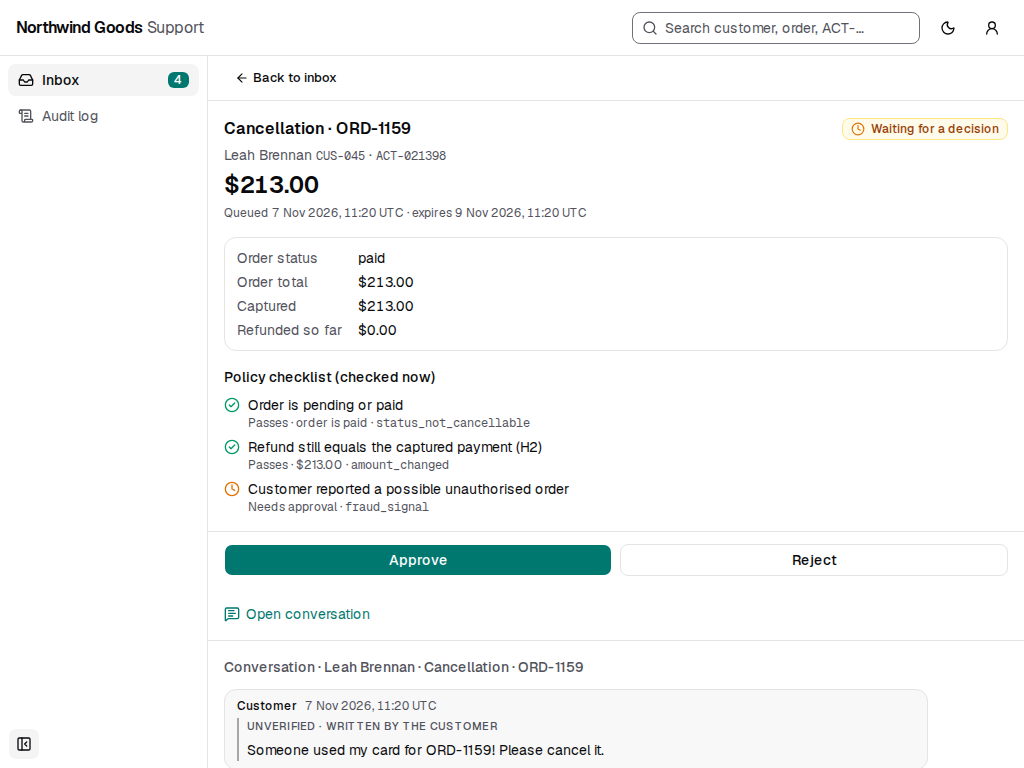 Northwind Goods Support
Search customer, order, ACT-…
Inbox 4
Audit log
Back to inbox
Cancellation · ORD-1159
Waiting for a decision
Leah Brennan CUS-045 · ACT-021398
$213.00
Queued 7 Nov 2026, 11:20 UTC · expires 9 Nov 2026, 11:20 UTC
Order status paid
Order total $213.00
Captured $213.00
Refunded so far $0.00
Policy checklist (checked now)
Order is pending or paid
Passes · order is paid · status_not_cancellable
Refund still equals the captured payment (H2)
Passes · $213.00 · amount_changed
Customer reported a possible unauthorised order
Needs approval · fraud_signal
Approve
Reject
Open conversation
Conversation · Leah Brennan · Cancellation · ORD-1159
Customer 7 Nov 2026, 11:20 UTC
UNVERIFIED · WRITTEN BY THE CUSTOMER
Someone used my card for ORD-1159! Please cancel it.